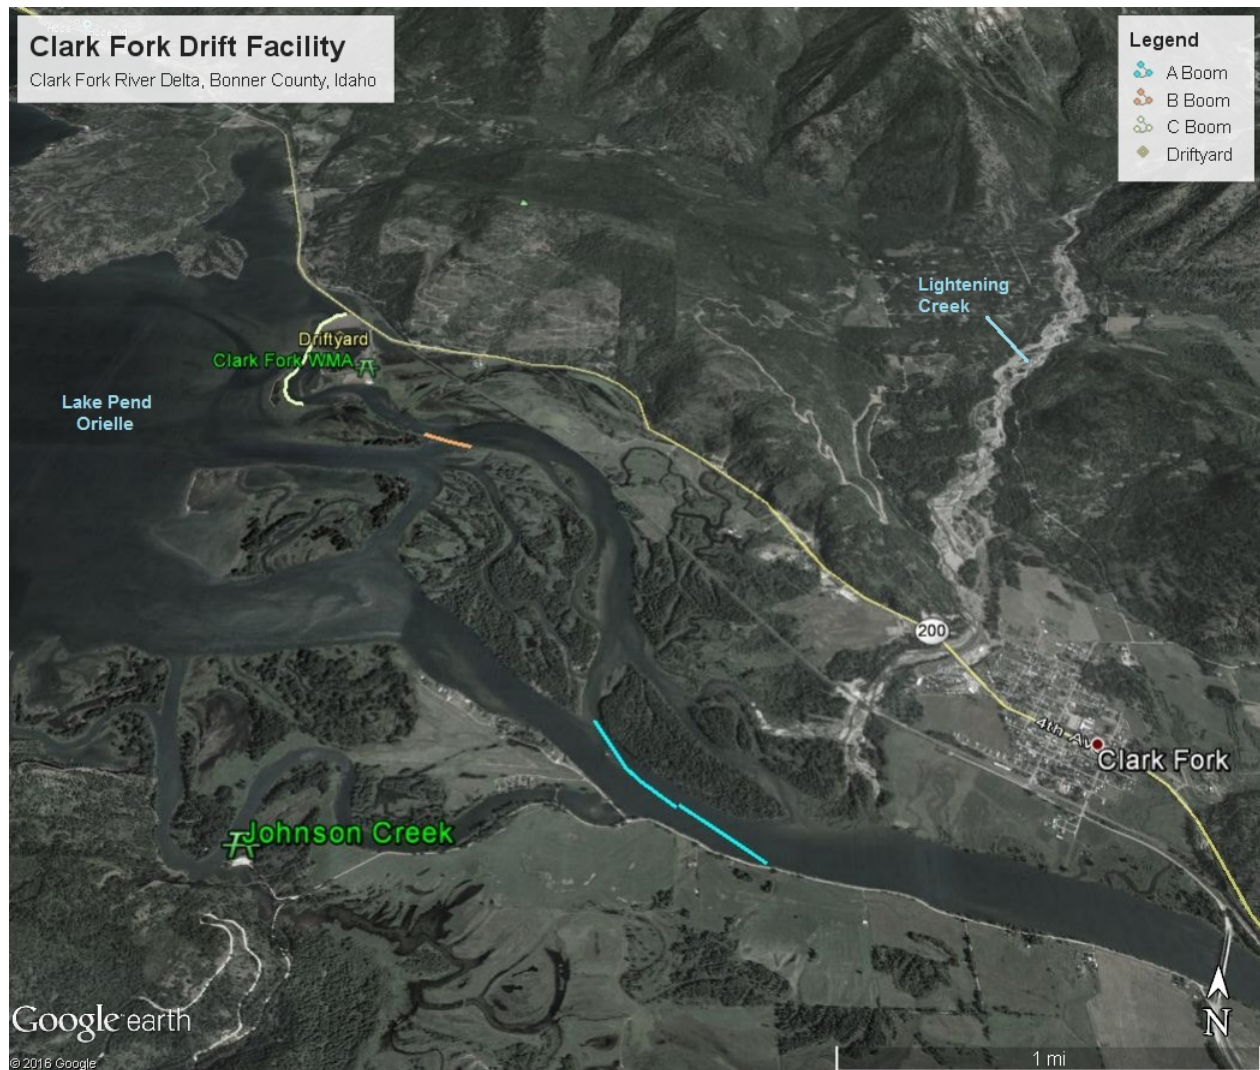 Clark Fork Drift Facility
Clark Fork River Delta, Bonner County, Idaho
Legend
A Boom
B Boom
C Boom
Driftyard
Lightening
Creek
Driftyard
Clark Fork WMA
Lake Pend
Orielle
200
4th Av
Clark Fork
Johnson Creek
Google earth
N
© 2016 Google
1 mi